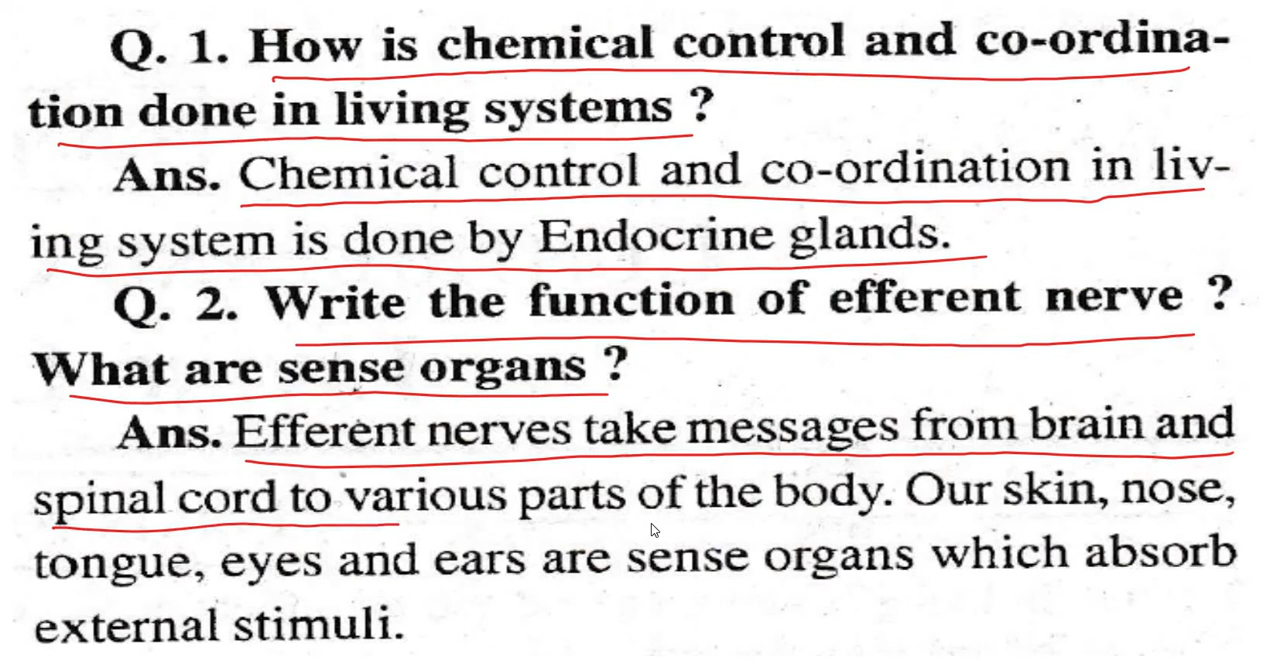 Q. 1. How is chemical control and co-ordina-
tion done in living systems ?
Ans. Chemical control and co-ordination in liv-
ing system is done by Endocrine glands.
Q. 2. Write the function of efferent nerve ?
What are sense organs ?
Ans. Efferent nerves take messages from brain and
spinal cord to various parts of the body. Our skin, nose,
tongue, eyes and ears are sense organs which absorb
external stimuli.